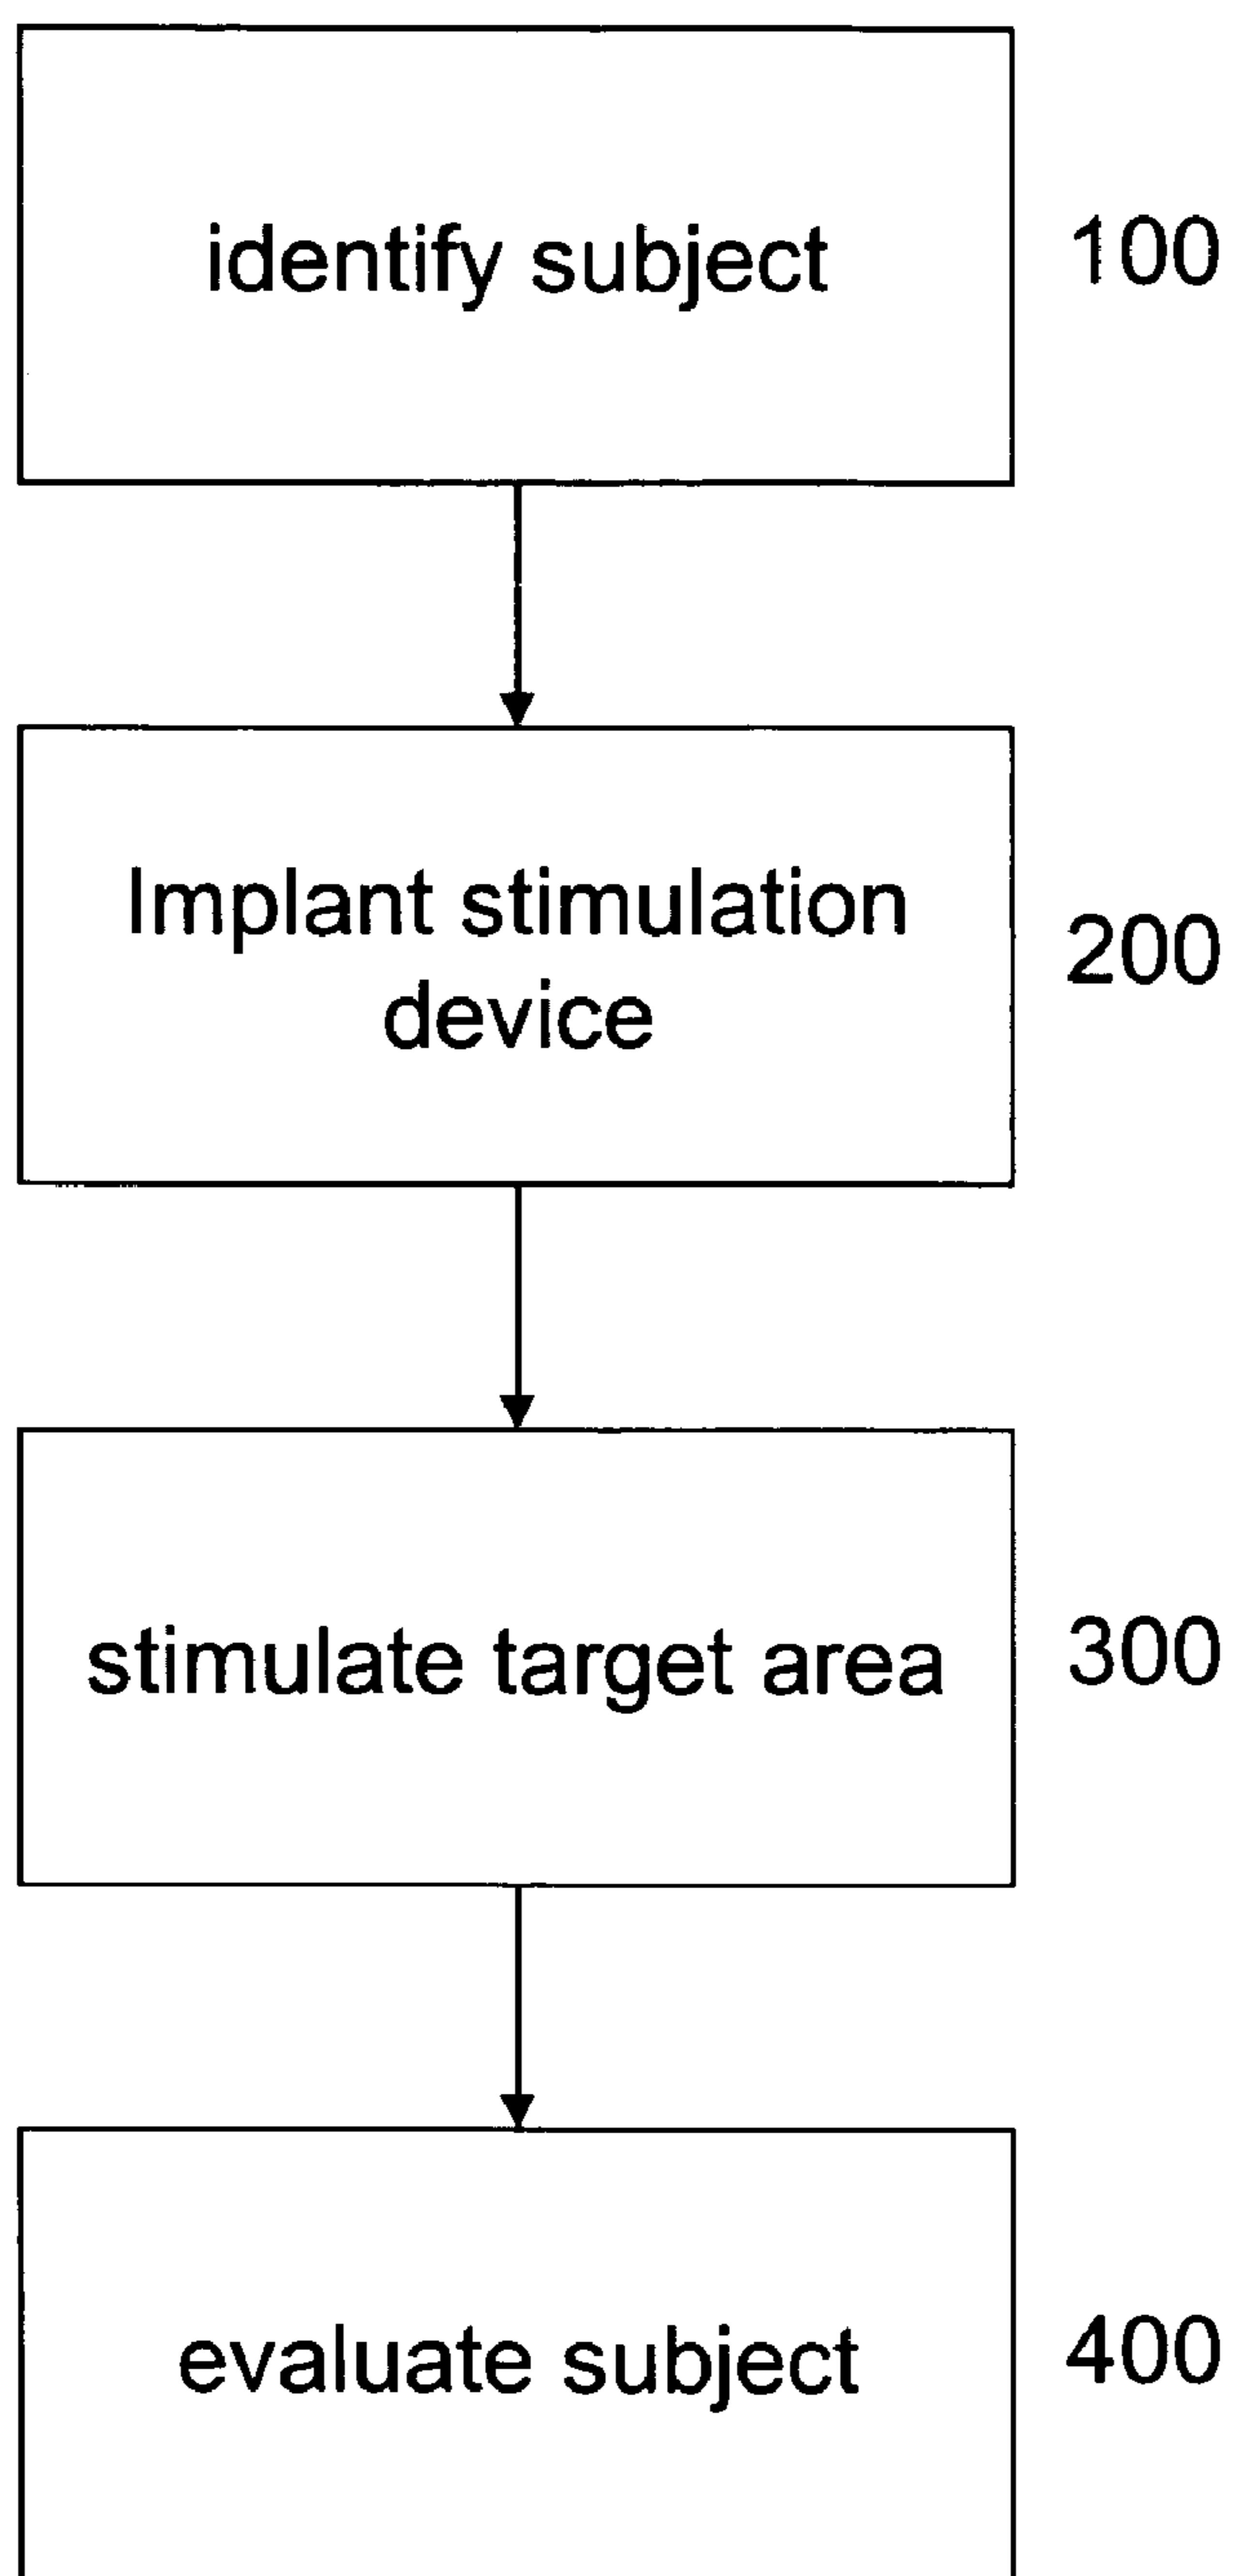 identify subject
100
Implant stimulation
device
200
stimulate target area
300
evaluate subject
400